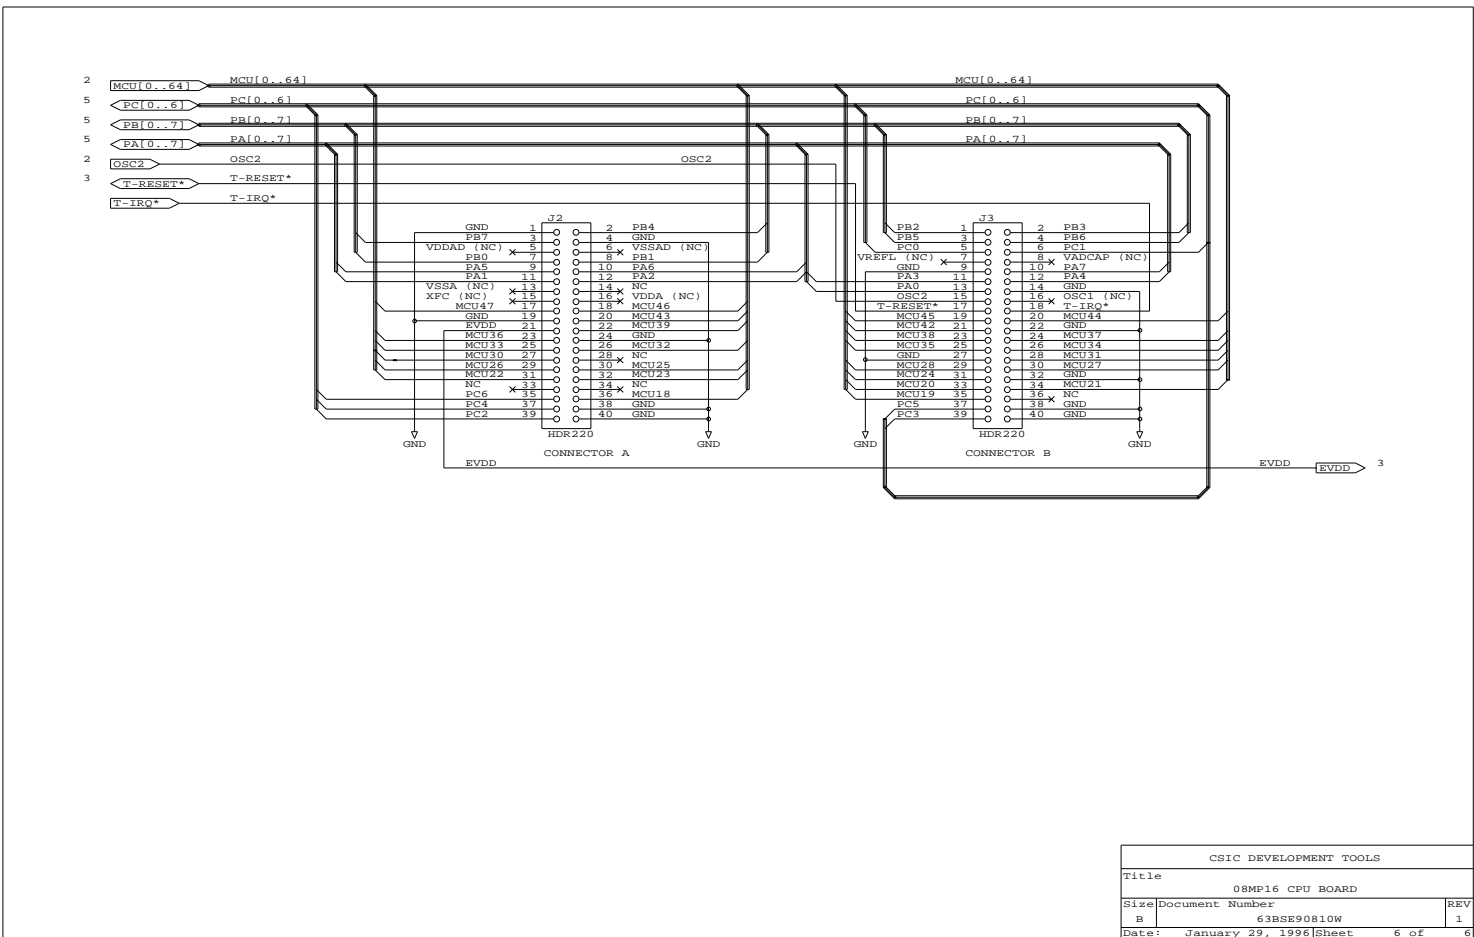 2 MCU[0..64] MCU[0..64] MCU[0..64]
5 PC[0..6] PC[0..6] PC[0..6]
5 PB[0..7] PB[0..7] PB[0..7]
5 PA[0..7] PA[0..7] PA[0..7]
2 OSC2 OSC2 OSC2
3 T-RESET* T-RESET*
T-IRQ* T-IRQ*
J2 J3
GND 1 2 PB4 PB2 1 2 PB3
PB7 3 4 GND PB5 3 4 PB6
VDDAD (NC) 5 6 VSSAD (NC) PC0 5 6 PC1
PB0 7 8 PB1 VREFL (NC) 7 8 VADCAP (NC)
PA5 9 10 PA6 GND 9 10 PA7
PA1 11 12 PA2 PA3 11 12 PA4
VSSA (NC) 13 14 NC PA0 13 14 GND
XFC (NC) 15 16 VDDA (NC) OSC2 15 16 OSC1 (NC)
MCU47 17 18 MCU46 T-RESET* 17 18 T-IRQ*
GND 19 20 MCU43 MCU45 19 20 MCU44
EVDD 21 22 MCU39 MCU42 21 22 GND
MCU36 23 24 GND MCU38 23 24 MCU37
MCU33 25 26 MCU32 MCU35 25 26 MCU34
MCU30 27 28 NC GND 27 28 MCU31
MCU26 29 30 MCU25 MCU28 29 30 MCU27
MCU22 31 32 MCU23 MCU24 31 32 GND
NC 33 34 NC MCU20 33 34 MCU21
PC6 35 36 MCU18 MCU19 35 36 NC
PC4 37 38 GND PC5 37 38 GND
PC2 39 40 GND PC3 39 40 GND
GND HDR220 GND GND HDR220 GND
CONNECTOR A CONNECTOR B
EVDD EVDD EVDD 3
CSIC DEVELOPMENT TOOLS
Title
08MP16 CPU BOARD
Size Document Number REV
B 63BSE90810W 1
Date: January 29, 1996 Sheet 6 of 6